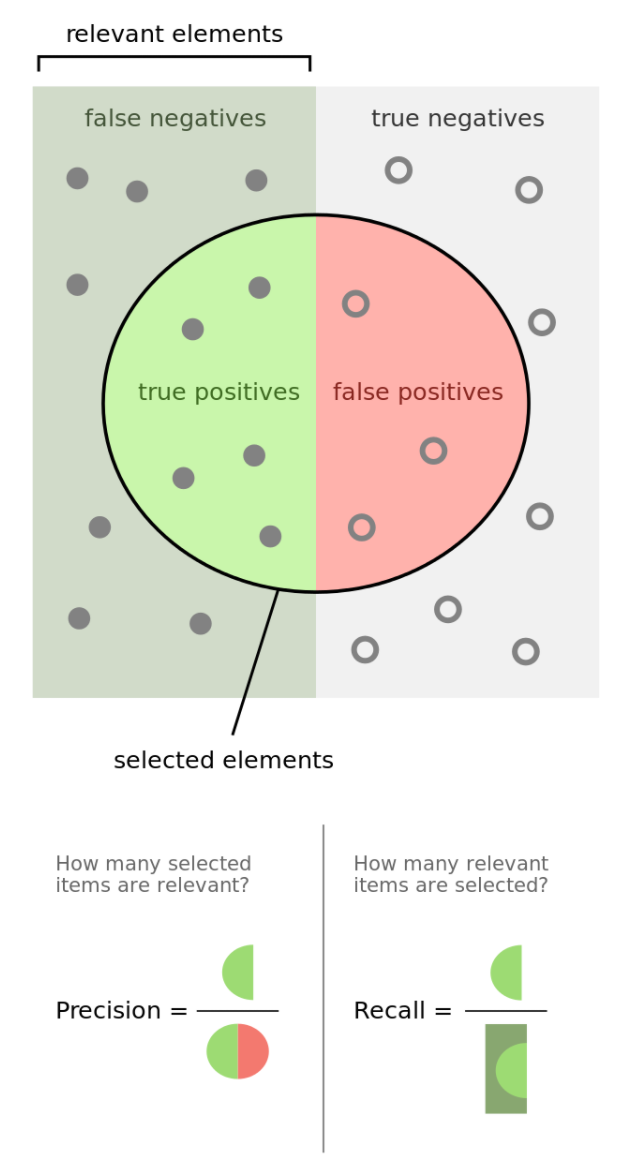 relevant elements
false negatives
true negatives
true positives
false positives
selected elements
How many selected
items are relevant?
How many relevant
items are selected?
Precision =
Recall =